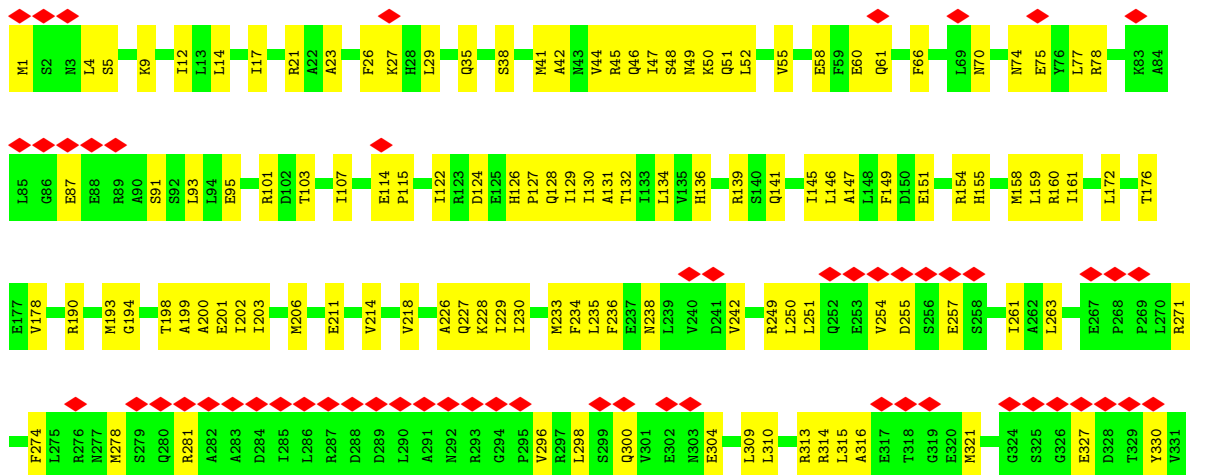 M1 S2 N3 L4 S5 K9 I12 L13 L14 I17 R21 A22 A23 F26 K27 H28 L29 Q35 S38 M41 A42 N43 V44 R45 Q46 I47 S48 N49 K50 Q51 L52 V55 E58 F59 E60 Q61 F66 L69 N70 N74 E75 Y76 L77 R78 K83 A84
L85 G86 E87 E88 R89 A90 S91 S92 L93 L94 E95 R101 D102 T103 I107 E114 P115 I122 R123 D124 E125 H126 P127 Q128 I129 I130 A131 T132 I133 L134 V135 H136 R139 S140 Q141 I145 L146 A147 L148 F149 D150 E151 R154 H155 M158 L159 R160 I161 L172 T176
E177 V178 R190 M193 G194 T198 A199 A200 E201 I202 I203 M206 E211 V214 V218 A226 Q227 K228 I229 I230 M233 F234 L235 F236 E237 N238 L239 V240 D241 V242 R249 L250 L251 Q252 E253 V254 D255 S256 E257 S258 I261 A262 L263 E267 P268 P269 L270 R271
F274 L275 R276 N277 M278 S279 Q280 R281 A282 A283 D284 I285 L286 R287 D288 D289 L290 A291 N292 R293 G294 P295 V296 R297 L298 S299 Q300 V301 E302 N303 E304 L309 L310 R313 R314 L315 A316 E317 T318 G319 E320 M321 G324 S325 G326 E327 D328 T329 Y330 V331